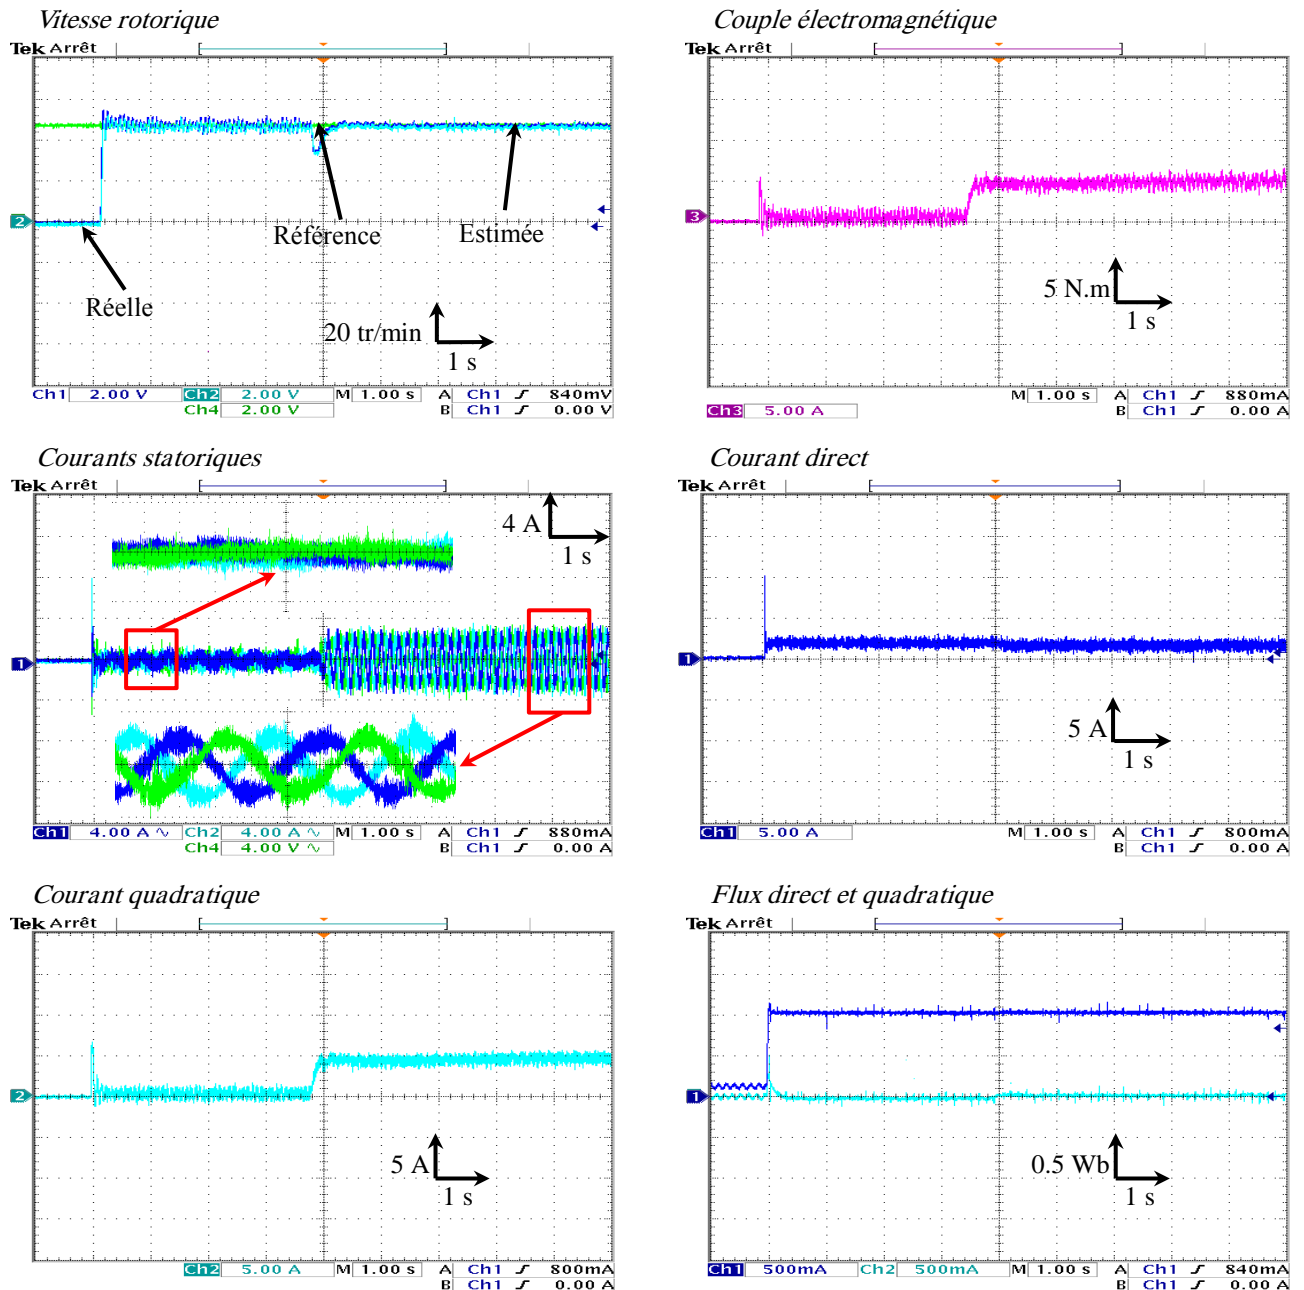 Vitesse rotorique
Tek Arrêt
2
Référence
Estimée
Réelle
20 tr/min
1 s
Ch1 2.00 V Ch2 2.00 V M 1.00 s A Ch1 840mV
Ch4 2.00 V B Ch1 0.00 V
Couple électromagnétique
Tek Arrêt
3
5 N.m
1 s
M 1.00 s A Ch1 880mA
Ch3 5.00 A B Ch1 0.00 A
Courants statoriques
Tek Arrêt
4 A
1 s
1
Ch1 4.00 A ∿ Ch2 4.00 A ∿ M 1.00 s A Ch1 880mA
Ch4 4.00 V ∿ B Ch1 0.00 A
Courant direct
Tek Arrêt
1
5 A
1 s
Ch1 5.00 A M 1.00 s A Ch1 800mA
B Ch1 0.00 A
Courant quadratique
Tek Arrêt
2
5 A
1 s
Ch2 5.00 A M 1.00 s A Ch1 800mA
B Ch1 0.00 A
Flux direct et quadratique
Tek Arrêt
1
0.5 Wb
1 s
Ch1 500mA Ch2 500mA M 1.00 s A Ch1 840mA
B Ch1 0.00 A